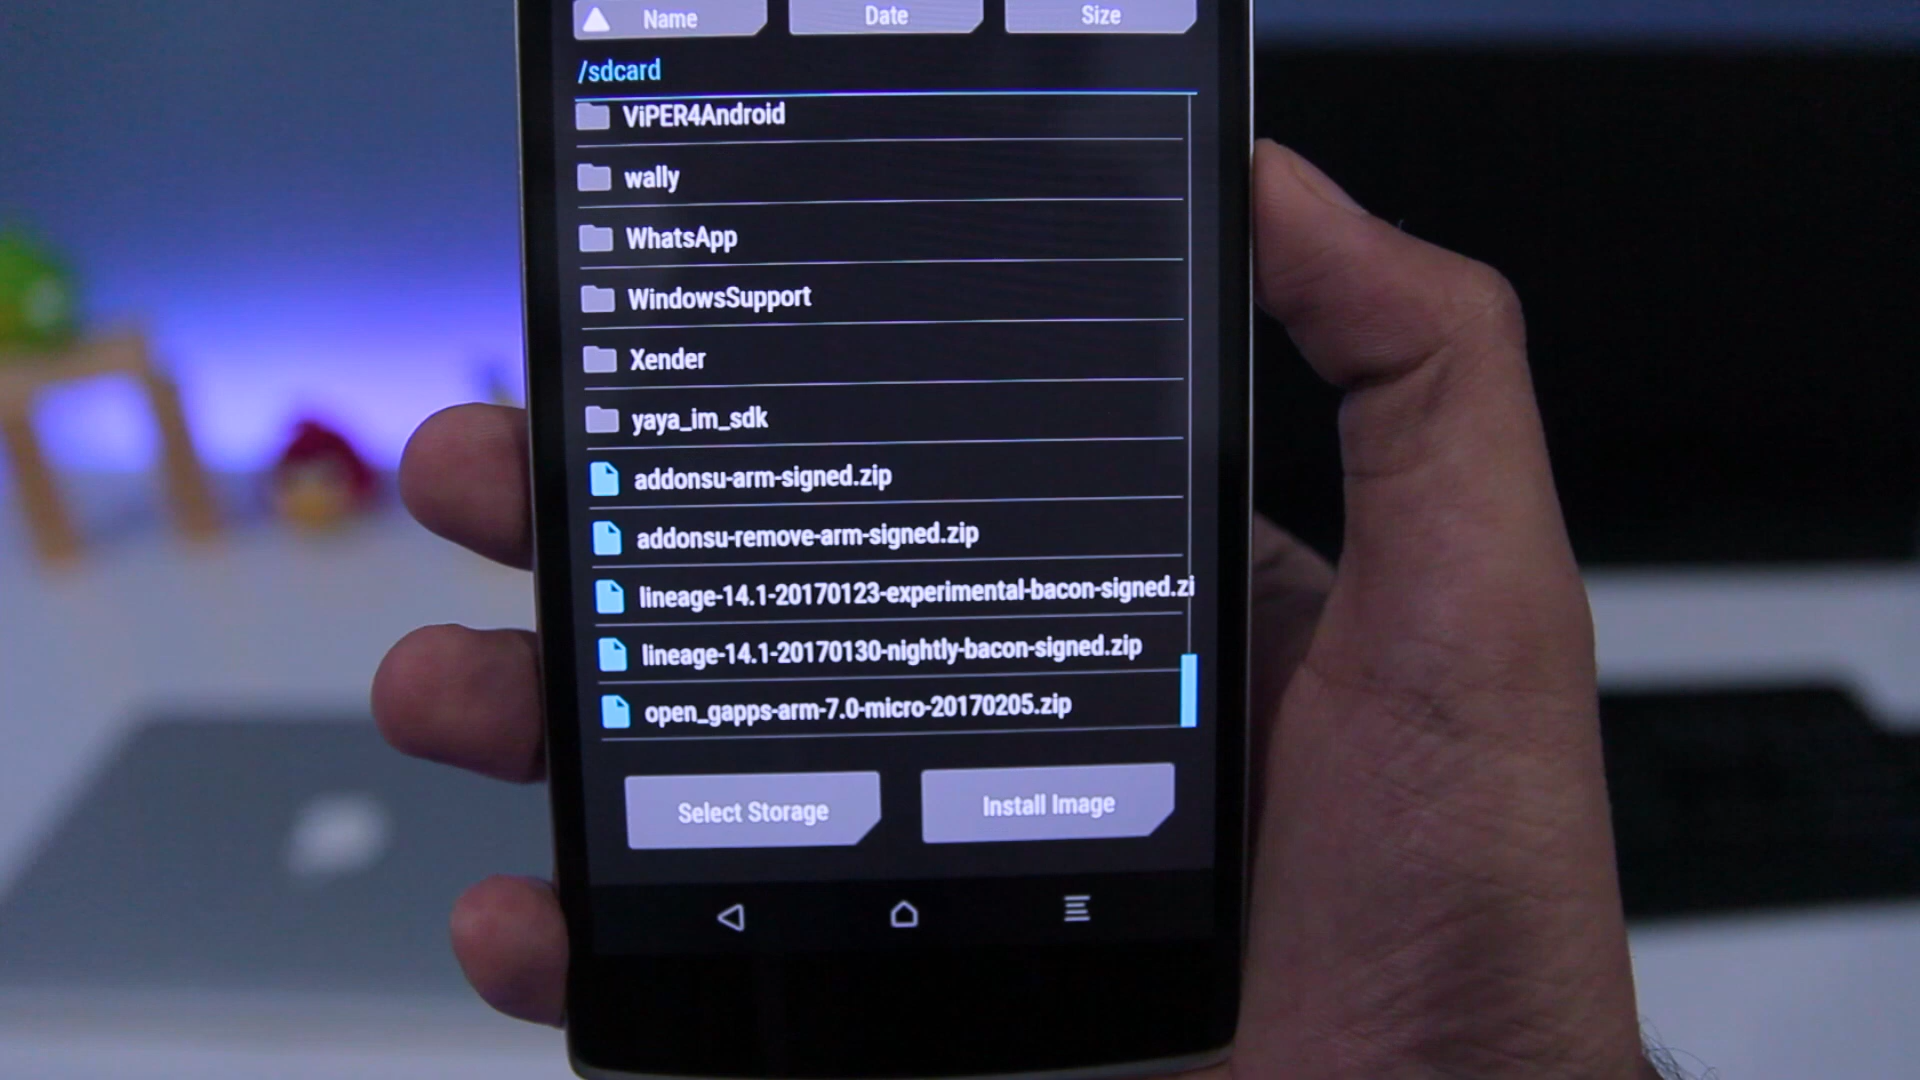 Name Date Size
/sdcard
ViPER4Android
wally
WhatsApp
WindowsSupport
Xender
yaya_im_sdk
addonsu-arm-signed.zip
addonsu-remove-arm-signed.zip
lineage-14.1-20170123-experimental-bacon-signed.zi
lineage-14.1-20170130-nightly-bacon-signed.zip
open_gapps-arm-7.0-micro-20170205.zip
Select Storage Install Image